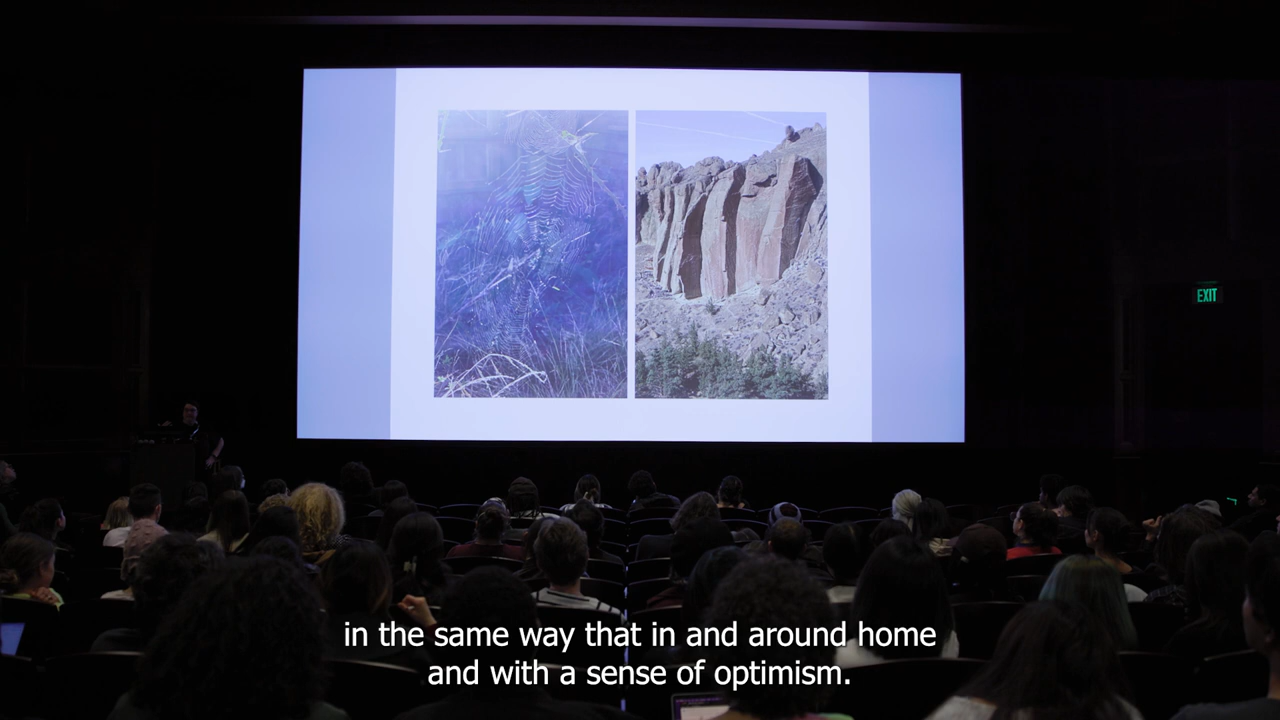 EXIT
in the same way that in and around home
and with a sense of optimism.